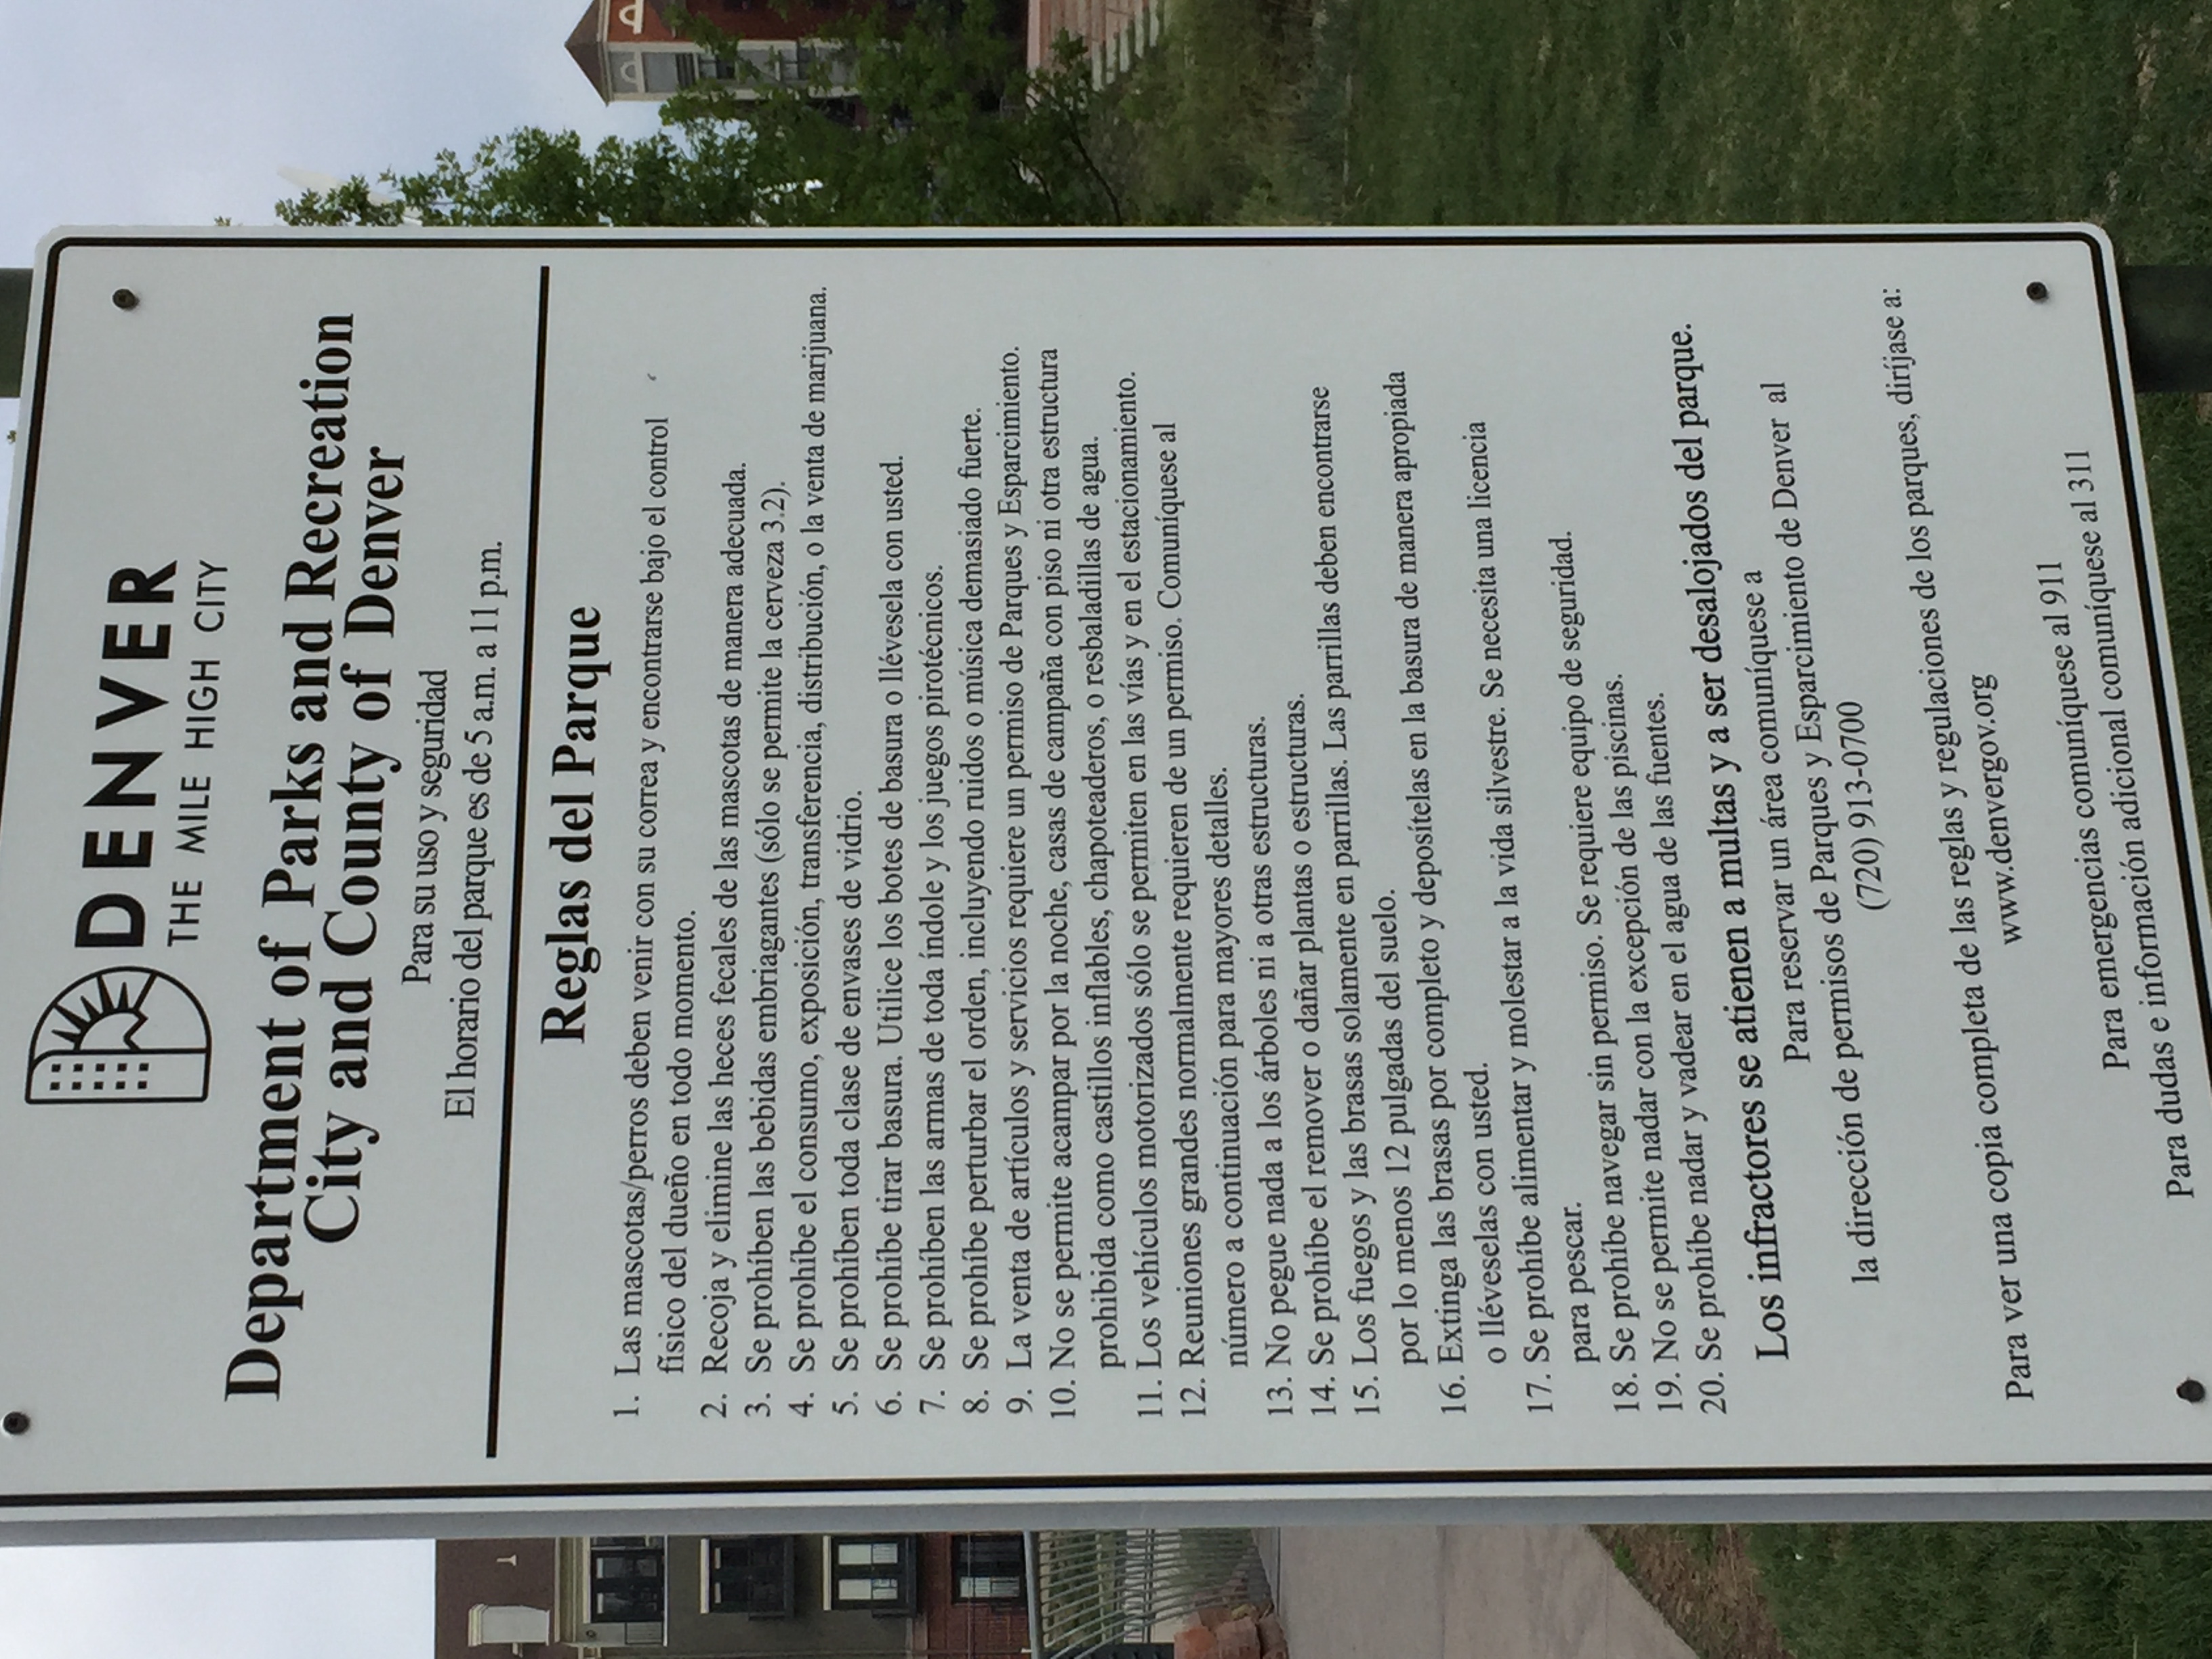 DENVER
THE MILE HIGH CITY
Department of Parks and Recreation
City and County of Denver
Para su uso y seguridad
El horario del parque es de 5 a.m. a 11 p.m.
Reglas del Parque
1. Las mascotas/perros deben venir con su correa y encontrarse bajo el control
físico del dueño en todo momento.
2. Recoja y elimine las heces fecales de las mascotas de manera adecuada.
3. Se prohíben las bebidas embriagantes (sólo se permite la cerveza 3.2).
4. Se prohíbe el consumo, exposición, transferencia, distribución, o la venta de marijuana.
5. Se prohíben toda clase de envases de vidrio.
6. Se prohíbe tirar basura. Utilice los botes de basura o llévesela con usted.
7. Se prohíben las armas de toda índole y los juegos pirotécnicos.
8. Se prohíbe perturbar el orden, incluyendo ruidos o música demasiado fuerte.
9. La venta de artículos y servicios requiere un permiso de Parques y Esparcimiento.
10. No se permite acampar por la noche, casas de campaña con piso ni otra estructura
prohibida como castillos inflables, chapoteaderos, o resbaladillas de agua.
11. Los vehículos motorizados sólo se permiten en las vías y en el estacionamiento.
12. Reuniones grandes normalmente requieren de un permiso. Comuníquese al
número a continuación para mayores detalles.
13. No pegue nada a los árboles ni a otras estructuras.
14. Se prohíbe el remover o dañar plantas o estructuras.
15. Los fuegos y las brasas solamente en parrillas. Las parrillas deben encontrarse
por lo menos 12 pulgadas del suelo.
16. Extinga las brasas por completo y deposítelas en la basura de manera apropiada
o lléveselas con usted.
17. Se prohíbe alimentar y molestar a la vida silvestre. Se necesita una licencia
para pescar.
18. Se prohíbe navegar sin permiso. Se requiere equipo de seguridad.
19. No se permite nadar con la excepción de las piscinas.
20. Se prohíbe nadar y vadear en el agua de las fuentes.
Los infractores se atienen a multas y a ser desalojados del parque.
Para reservar un área comuníquese a
la dirección de permisos de Parques y Esparcimiento de Denver al
(720) 913-0700
Para ver una copia completa de las reglas y regulaciones de los parques, diríjase a:
www.denvergov.org
Para emergencias comuníquese al 911
Para dudas e información adicional comuníquese al 311